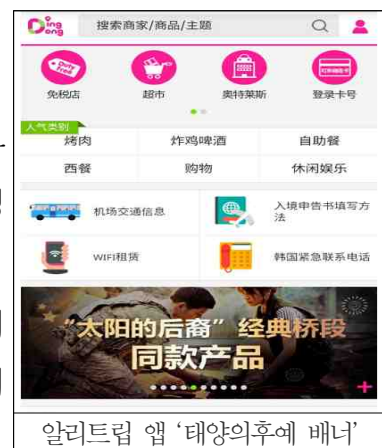 Ding Dong 搜索商家/商品/主题
Duty Free
免税店 超市 奥特莱斯 登录卡号
人气类别
烤肉 炸鸡啤酒 自助餐
西餐 购物 休闲娱乐
机场交通信息 入境申告书填写方法
WIFI租赁 韩国紧急联系电话
“太阳的后裔”经典桥段
同款产品
알리트립 앱 ‘태양의후예 배너’